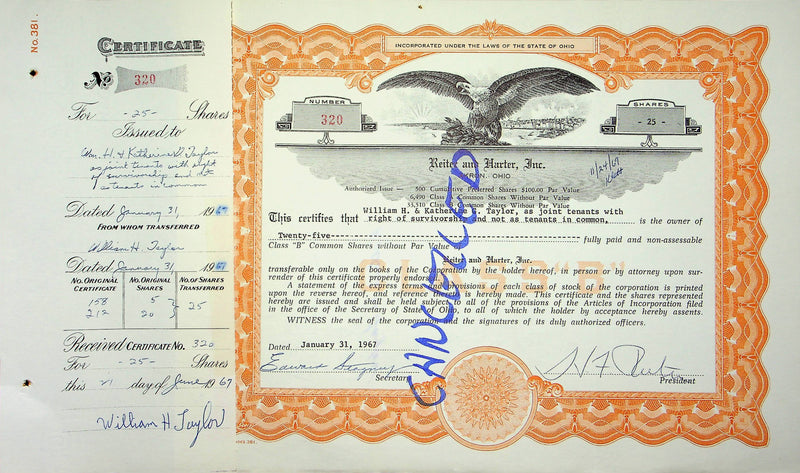 No. 381.
CERTIFICATE
No 320
For -25- Shares
Issued to
Wm. H. & Katherine G. Taylor
as joint tenants with right
of survivorship and not
as tenants in common
Dated January 31, 1967
FROM WHOM TRANSFERRED
William H. Taylor
Dated January 31 1967
NO. ORIGINAL CERTIFICATE NO. ORIGINAL SHARES NO. OF SHARES TRANSFERRED
158 5
212 20 25
Received CERTIFICATE NO. 320
For -25- Shares
this 21 day of June 1967
William H Taylor
INCORPORATED UNDER THE LAWS OF THE STATE OF OHIO
NUMBER
320
SHARES
- 25 -
Reiter and Harter, Inc.
AKRON, OHIO
11/24/69
Authorized Issue — 500 Cumulative Preferred Shares $100.00 Par Value
6,490 Class Common Shares Without Par Value
53,510 Class Common Shares Without Par Value
William H. & Katherine G. Taylor, as joint tenants with
This certifies that right of survivorship and not as tenants in common, is the owner of
Twenty-five fully paid and non-assessable
Class "B" Common Shares without Par Value
Reiter and Harter, Inc.
CLASS "B"
transferable only on the books of the Corporation by the holder hereof, in person or by attorney upon sur-
render of this certificate properly endorsed.
A statement of the terms and provisions of each class of stock of the corporation is printed
upon the reverse hereof, and reference thereto is hereby made. This certificate and the shares represented
hereby are issued and shall be held subject to all of the provisions of the Articles of Incorporation filed
in the office of the Secretary of State of Ohio, to all of which the holder by acceptance hereby assents.
WITNESS the seal of the corporation and the signatures of its duly authorized officers.
Dated January 31, 1967
CANCELLED
Edward
Secretary
President